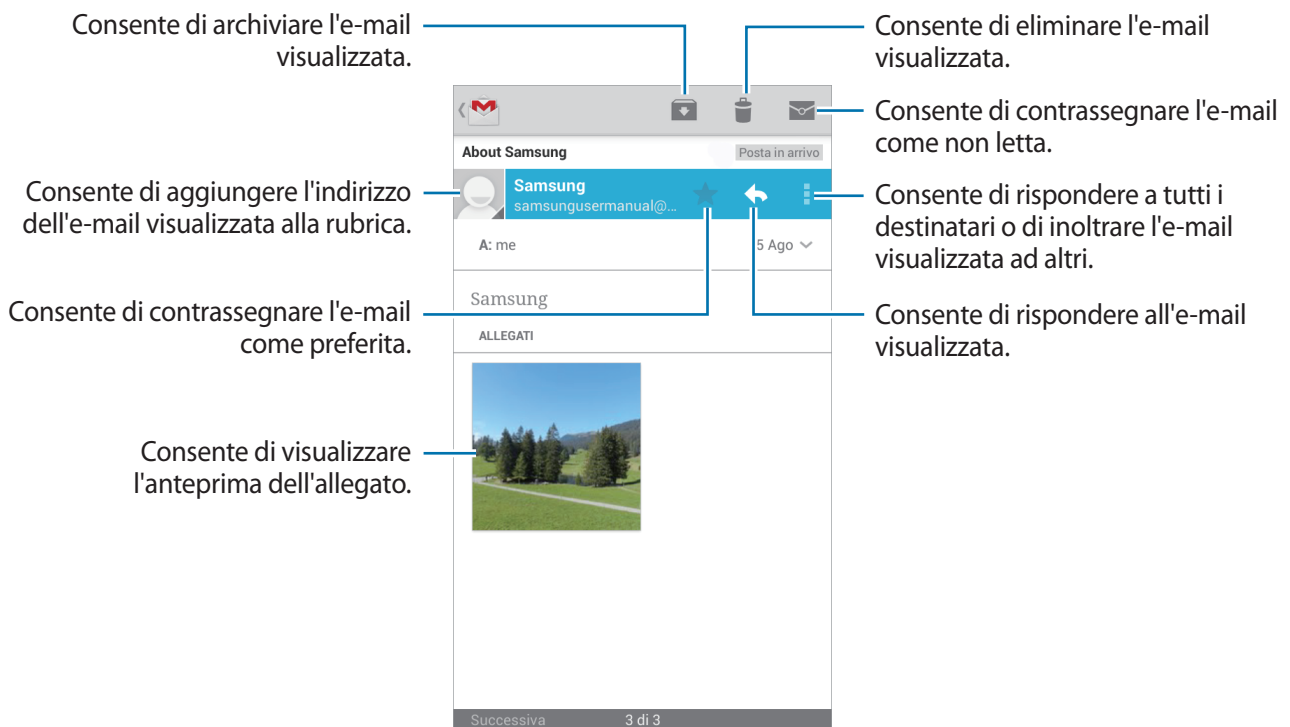 Consente di archiviare l'e-mail
visualizzata.
Consente di aggiungere l'indirizzo
dell'e-mail visualizzata alla rubrica.
Consente di contrassegnare l'e-mail
come preferita.
Consente di visualizzare
l'anteprima dell'allegato.
About Samsung
Posta in arrivo
Samsung
samsungusermanual@...
A: me
5 Ago
Samsung
ALLEGATI
Successiva
3 di 3
Consente di eliminare l'e-mail
visualizzata.
Consente di contrassegnare l'e-mail
come non letta.
Consente di rispondere a tutti i
destinatari o di inoltrare l'e-mail
visualizzata ad altri.
Consente di rispondere all'e-mail
visualizzata.